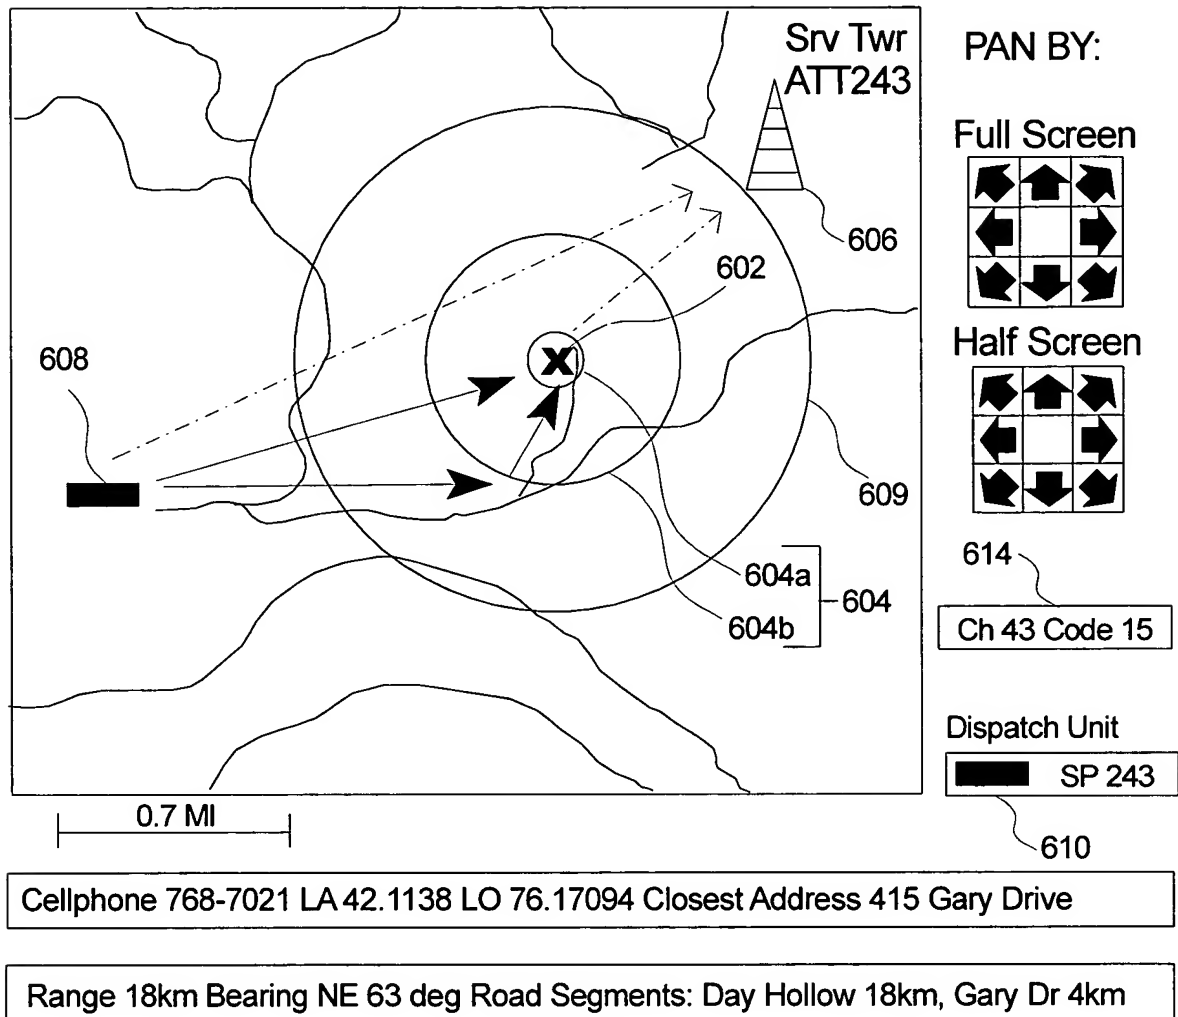 Srv Twr
ATT243
PAN BY:
Full Screen
606
602
Half Screen
608
609
604a
604
604b
614
Ch 43 Code 15
Dispatch Unit
SP 243
610
0.7 MI
Cellphone 768-7021 LA 42.1138 LO 76.17094 Closest Address 415 Gary Drive
Range 18km Bearing NE 63 deg Road Segments: Day Hollow 18km, Gary Dr 4km